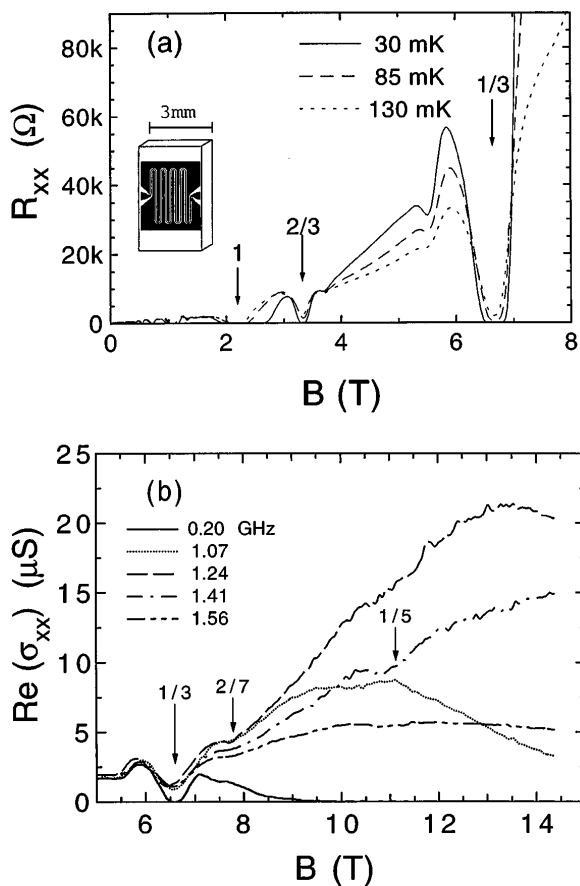 (a)
30 mK
85 mK
130 mK
80k
60k
40k
20k
0
R_xx (Ω)
3mm
1
2/3
1/3
0 2 4 6 8
B (T)
(b)
0.20 GHz
1.07
1.24
1.41
1.56
25
20
15
10
5
0
Re (σ_xx) (μS)
1/3
2/7
1/5
6 8 10 12 14
B (T)